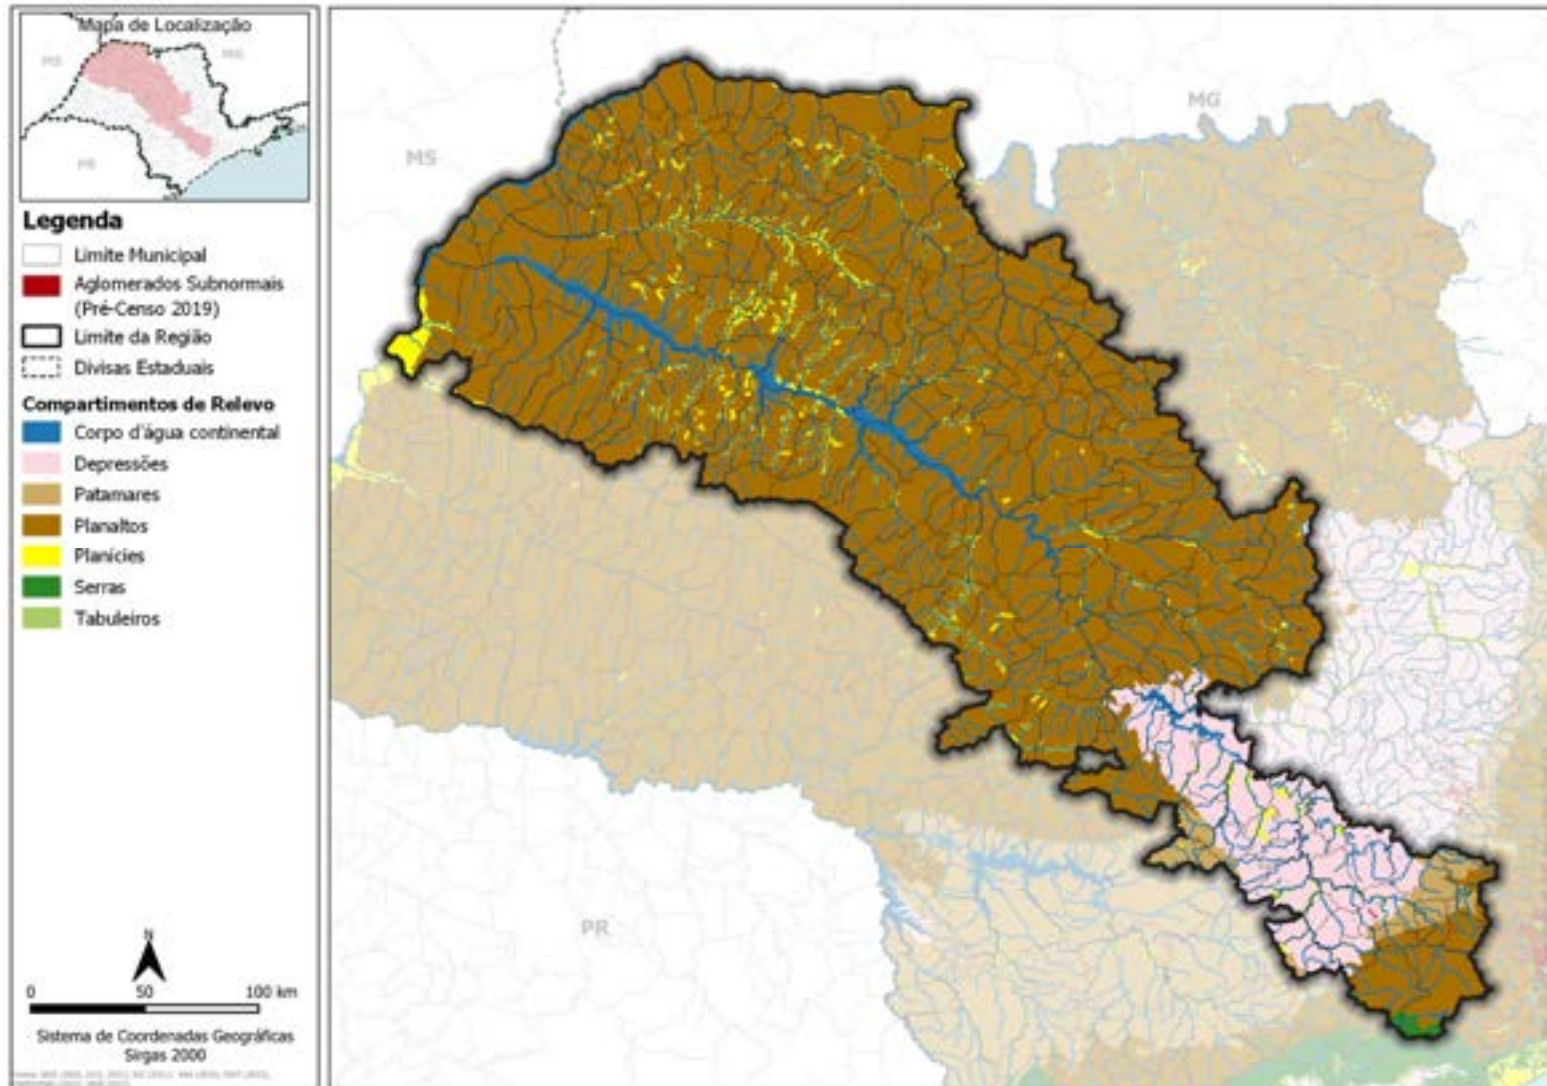 Mapa de Localização
MS
MG
PR
Legenda
Limite Municipal
Aglomerados Subnormais
(Pré-Censo 2019)
Limite da Região
Divisas Estaduais
Compartimentos de Relevo
Corpo d'água continental
Depressões
Patamares
Planaltos
Planícies
Serras
Tabuleiros
N
0 50 100 km
Sistema de Coordenadas Geográficas
Sirgas 2000
MS
MG
PR